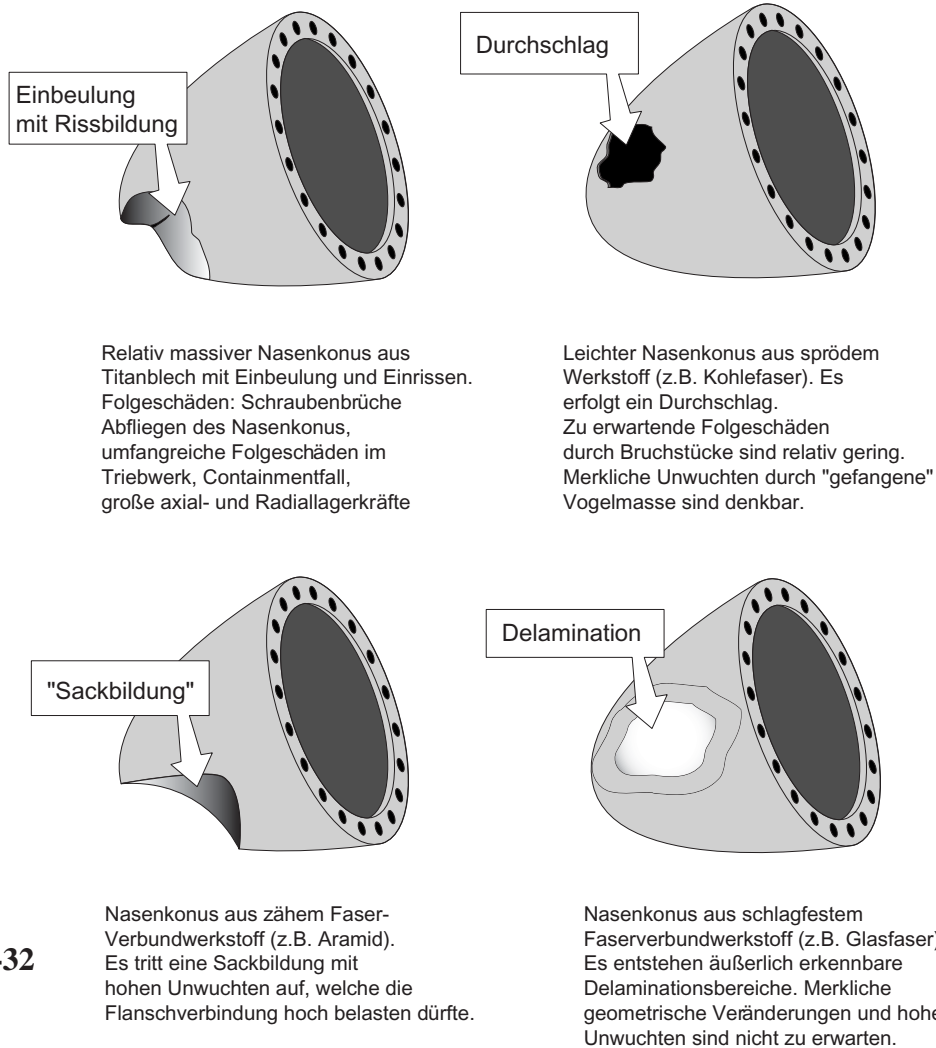 Einbeulung
mit Rissbildung
Durchschlag
Relativ massiver Nasenkonus aus
Titanblech mit Einbeulung und Einrissen.
Folgeschäden: Schraubenbrüche
Abfliegen des Nasenkonus,
umfangreiche Folgeschäden im
Triebwerk, Containmentfall,
große axial- und Radiallagerkräfte
Leichter Nasenkonus aus sprödem
Werkstoff (z.B. Kohlefaser). Es
erfolgt ein Durchschlag.
Zu erwartende Folgeschäden
durch Bruchstücke sind relativ gering.
Merkliche Unwuchten durch "gefangene"
Vogelmasse sind denkbar.
"Sackbildung"
Delamination
-32
Nasenkonus aus zähem Faser-
Verbundwerkstoff (z.B. Aramid).
Es tritt eine Sackbildung mit
hohen Unwuchten auf, welche die
Flanschverbindung hoch belasten dürfte.
Nasenkonus aus schlagfestem
Faserverbundwerkstoff (z.B. Glasfaser)
Es entstehen äußerlich erkennbare
Delaminationsbereiche. Merkliche
geometrische Veränderungen und hohe
Unwuchten sind nicht zu erwarten.